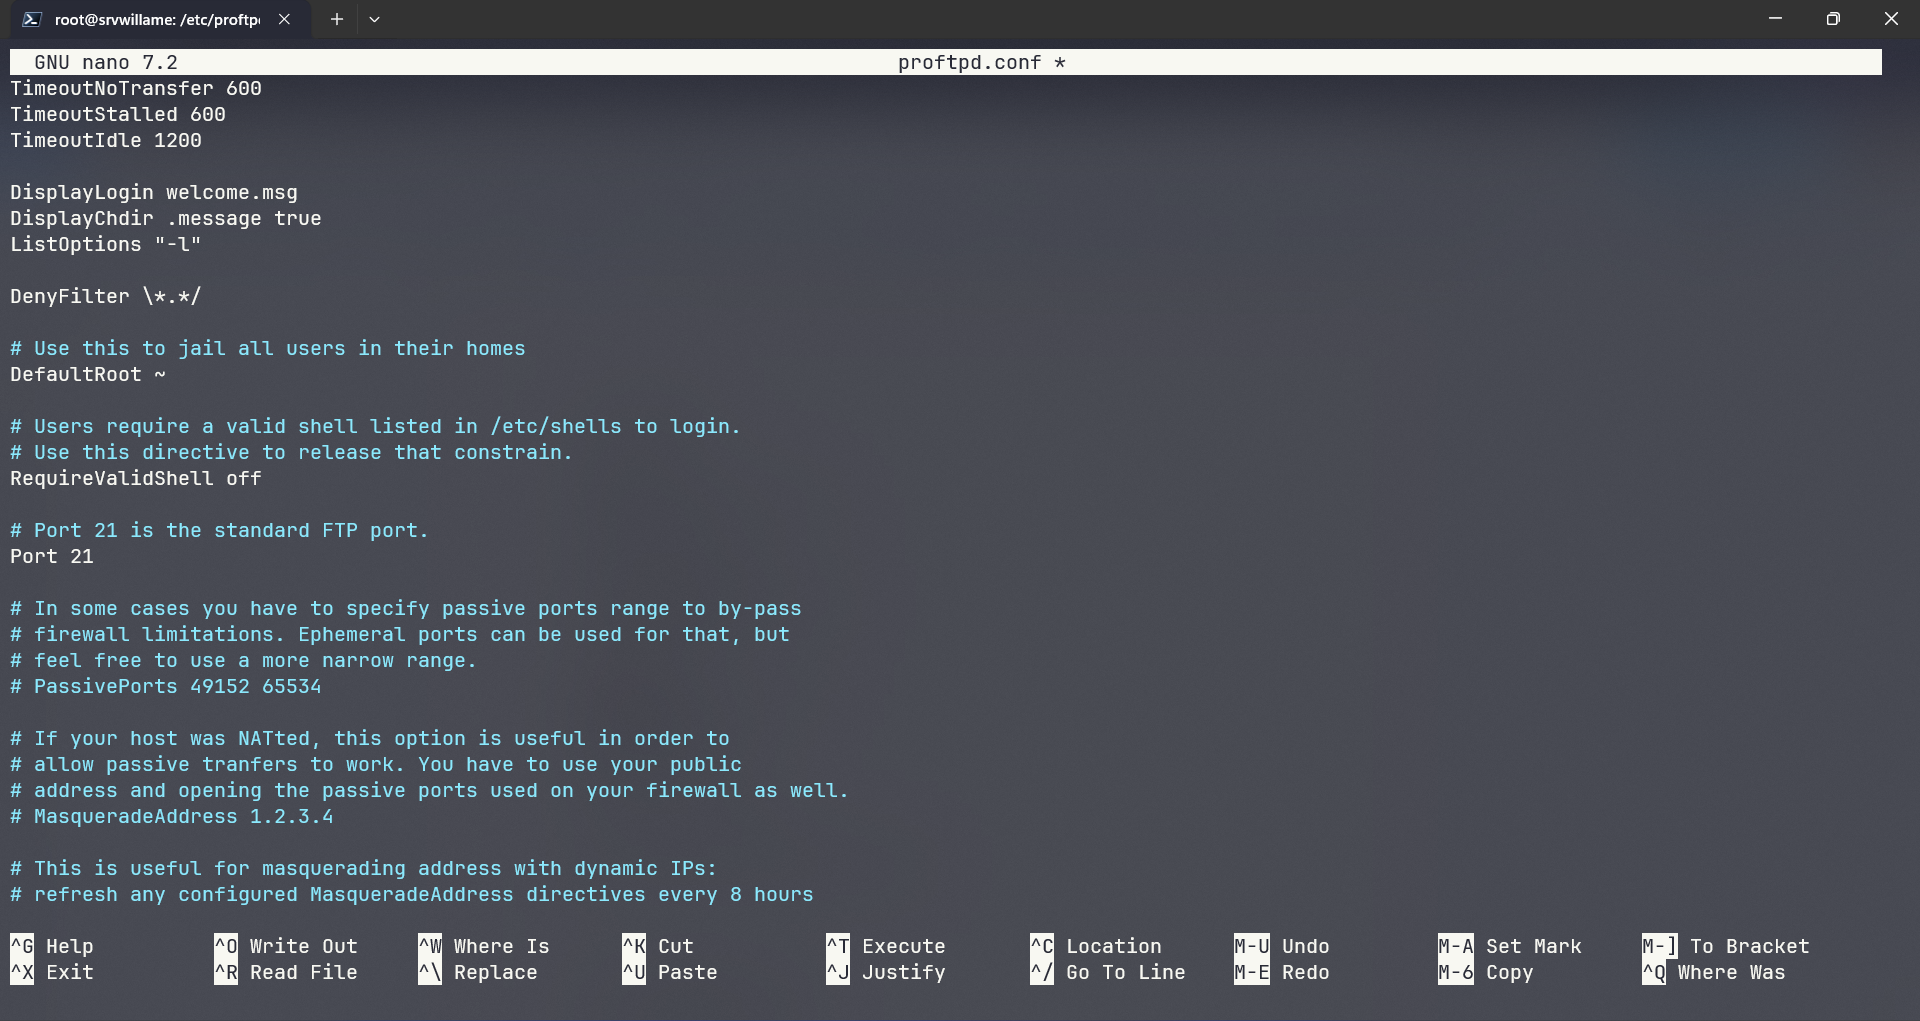 root@srvwillame: /etc/proftp
GNU nano 7.2 proftpd.conf *
TimeoutNoTransfer 600
TimeoutStalled 600
TimeoutIdle 1200
DisplayLogin welcome.msg
DisplayChdir .message true
ListOptions "-l"
DenyFilter \*.*/
# Use this to jail all users in their homes
DefaultRoot ~
# Users require a valid shell listed in /etc/shells to login.
# Use this directive to release that constrain.
RequireValidShell off
# Port 21 is the standard FTP port.
Port 21
# In some cases you have to specify passive ports range to by-pass
# firewall limitations. Ephemeral ports can be used for that, but
# feel free to use a more narrow range.
# PassivePorts 49152 65534
# If your host was NATted, this option is useful in order to
# allow passive tranfers to work. You have to use your public
# address and opening the passive ports used on your firewall as well.
# MasqueradeAddress 1.2.3.4
# This is useful for masquerading address with dynamic IPs:
# refresh any configured MasqueradeAddress directives every 8 hours
^G Help ^O Write Out ^W Where Is ^K Cut ^T Execute ^C Location M-U Undo M-A Set Mark M-] To Bracket
^X Exit ^R Read File ^\ Replace ^U Paste ^J Justify ^/ Go To Line M-E Redo M-6 Copy ^Q Where Was